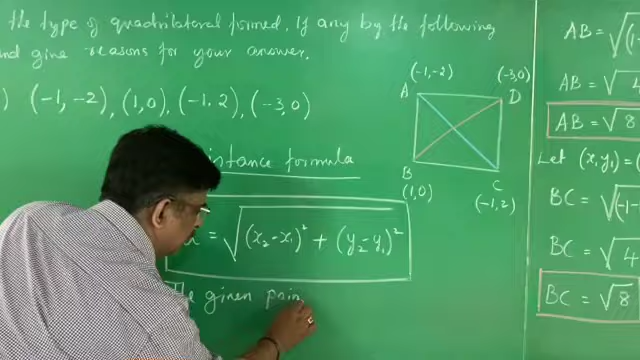 the type of quadrilateral formed. If any by the following
and give reasons for your answer.
) (-1, -2), (1, 0), (-1. 2), (-3, 0)
istance formula
= √(x₂-x₁)² + (y₂-y₁)²
The given poin
(-1, -2)
(-3, 0)
A
D
B
(1, 0)
C
(-1, 2)
AB = √(1-
AB = √4
AB = √8
Let (x, y₁) = (
BC = √(-1-
BC = √4
BC = √8